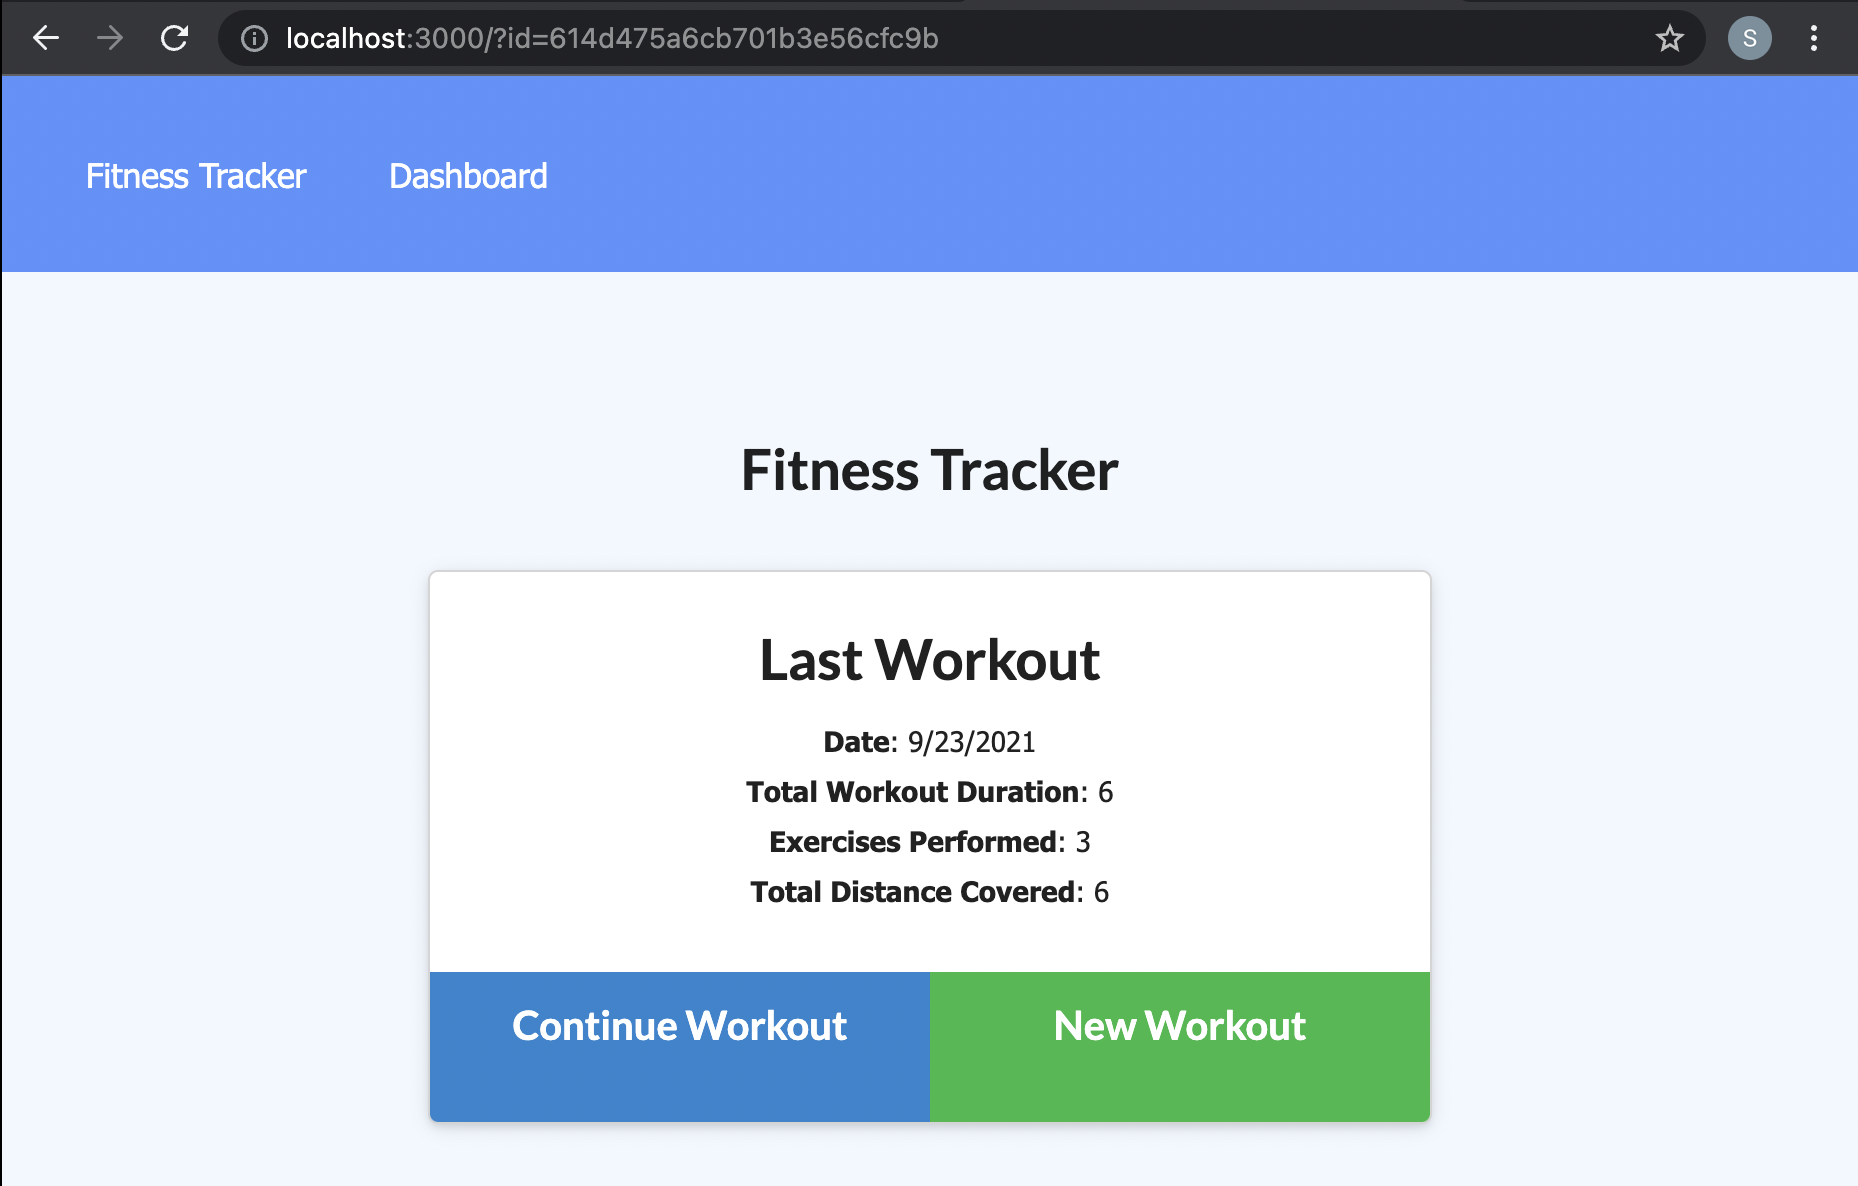 localhost:3000/?id=614d475a6cb701b3e56cfc9b
S
Fitness Tracker Dashboard
Fitness Tracker
Last Workout
Date: 9/23/2021
Total Workout Duration: 6
Exercises Performed: 3
Total Distance Covered: 6
Continue Workout New Workout